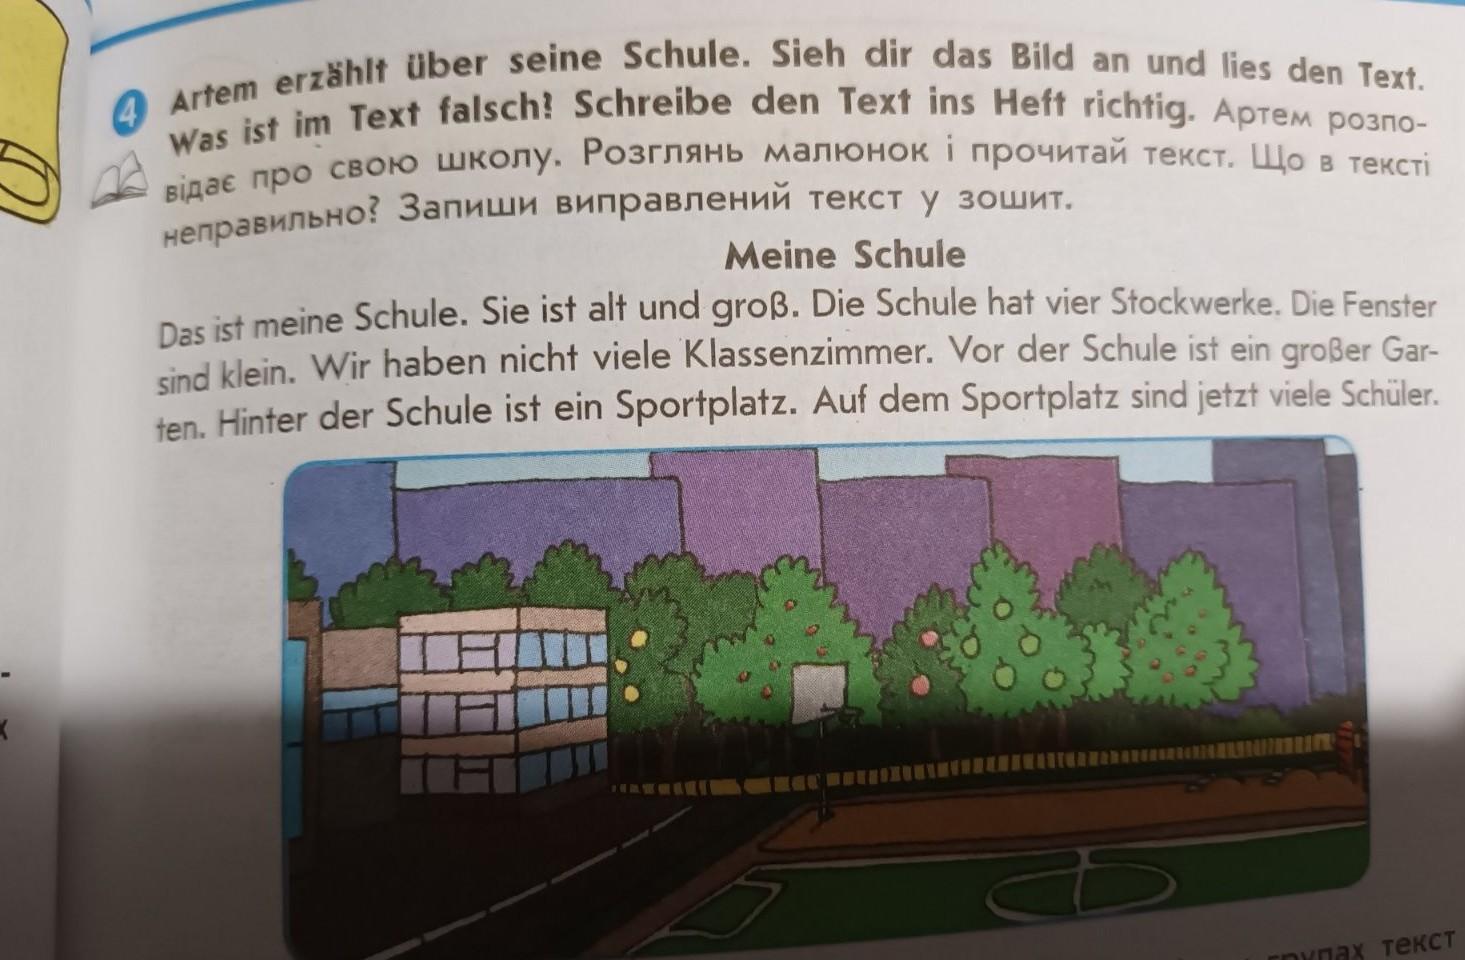 4 Artem erzählt über seine Schule. Sieh dir das Bild an und lies den Text.
Was ist im Text falsch? Schreibe den Text ins Heft richtig. Артем розпо-
відає про свою школу. Розглянь малюнок і прочитай текст. Що в тексті
неправильно? Запиши виправлений текст у зошит.
Meine Schule
Das ist meine Schule. Sie ist alt und groß. Die Schule hat vier Stockwerke. Die Fenster
sind klein. Wir haben nicht viele Klassenzimmer. Vor der Schule ist ein großer Gar-
ten. Hinter der Schule ist ein Sportplatz. Auf dem Sportplatz sind jetzt viele Schüler.
текст